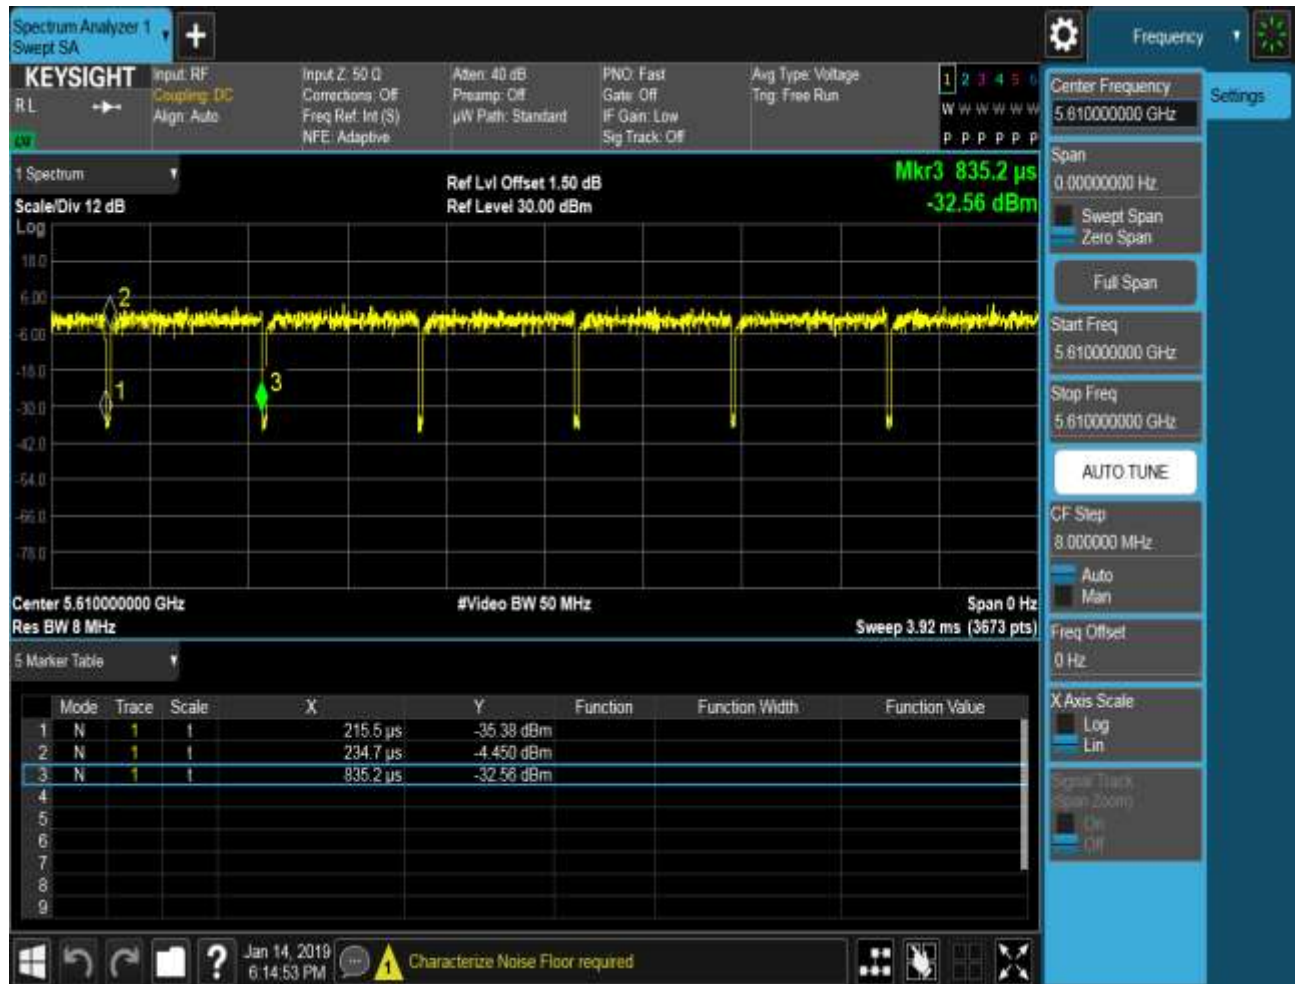 Spectrum Analyzer 1
Swept SA
Frequency
KEYSIGHT
RL
Input: RF
Coupling: DC
Align: Auto
Input Z: 50 Ω
Corrections: Off
Freq Ref: Int (S)
NFE: Adaptive
Atten: 40 dB
Preamp: Off
µW Path: Standard
PNO: Fast
Gate: Off
IF Gain: Low
Sig Track: Off
Avg Type: Voltage
Trig: Free Run
1 2 3 4 5 6
W W W W W W
P P P P P P
1 Spectrum
Scale/Div 12 dB
Ref Lvl Offset 1.50 dB
Ref Level 30.00 dBm
Mkr3 835.2 µs
-32.56 dBm
Log
18.0
6.00
-6.00
-18.0
-30.0
-42.0
-54.0
-66.0
-78.0
2
1
3
Center 5.610000000 GHz
Res BW 8 MHz
#Video BW 50 MHz
Span 0 Hz
Sweep 3.92 ms (3673 pts)
5 Marker Table
Mode Trace Scale X Y Function Function Width Function Value
1 N 1 t 215.5 µs -35.38 dBm
2 N 1 t 234.7 µs -4.450 dBm
3 N 1 t 835.2 µs -32.56 dBm
4
5
6
7
8
9
Settings
Center Frequency
5.610000000 GHz
Span
0.00000000 Hz
Swept Span
Zero Span
Full Span
Start Freq
5.610000000 GHz
Stop Freq
5.610000000 GHz
AUTO TUNE
CF Step
8.000000 MHz
Auto
Man
Freq Offset
0 Hz
X Axis Scale
Log
Lin
Signal Track
(Span Zoom)
On
Off
?
Jan 14, 2019
6:14:53 PM
1
Characterize Noise Floor required